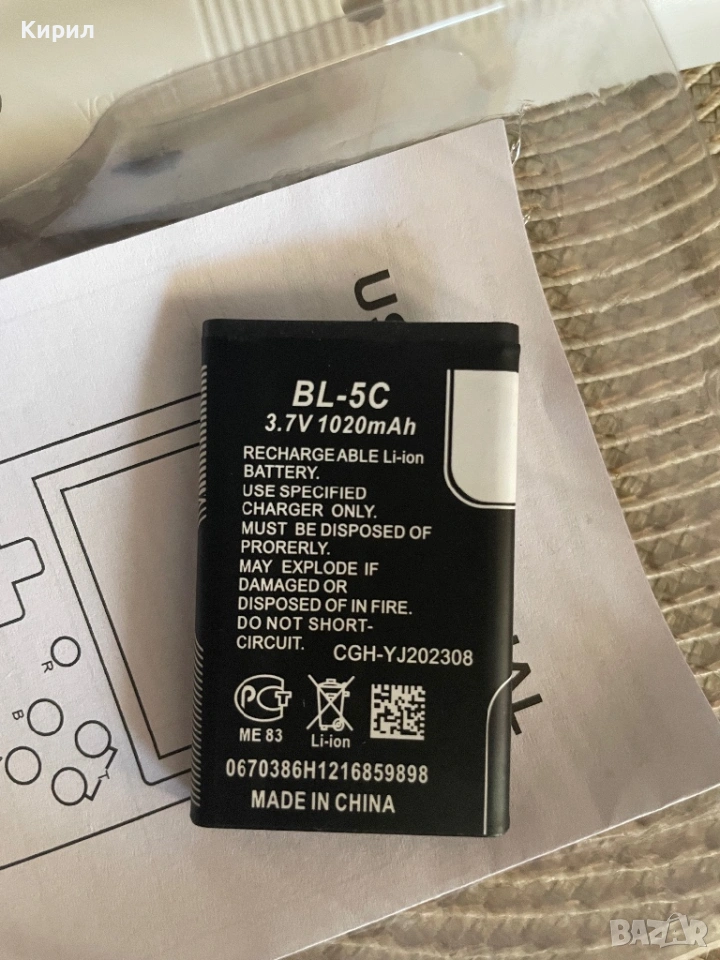 Кирил
BL-5C
3.7V 1020mAh
RECHARGEABLE Li-ion
BATTERY.
USE SPECIFIED
CHARGER ONLY.
MUST BE DISPOSED OF
PRORERLY.
MAY EXPLODE IF
DAMAGED OR
DISPOSED OF IN FIRE.
DO NOT SHORT-
CIRCUIT.
CGH-YJ202308
РСТ
ME 83
Li-ion
0670386H1216859898
MADE IN CHINA
R
B
BAZAR